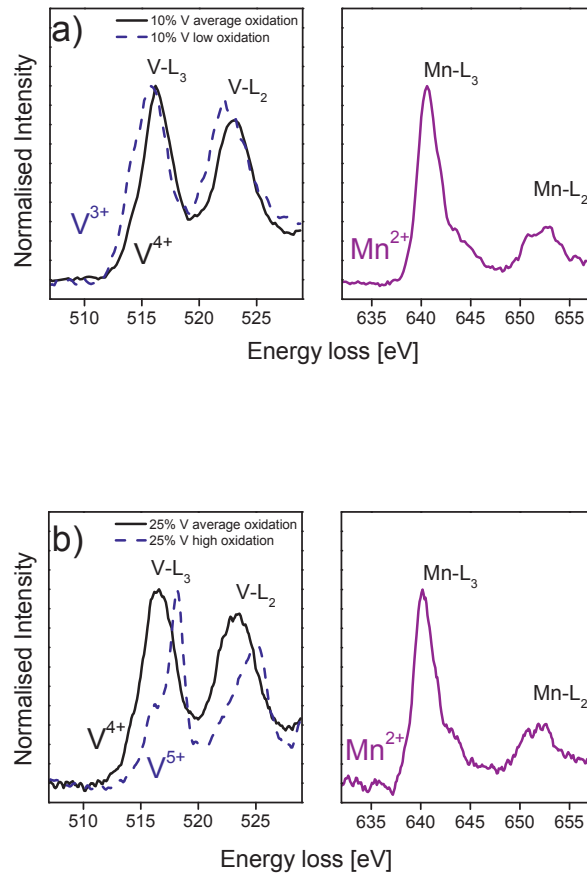 a)
10% V average oxidation
10% V low oxidation
V-L₃
V-L₂
V³⁺
V⁴⁺
Normalised Intensity
510 515 520 525
Mn-L₃
Mn-L₂
Mn²⁺
635 640 645 650 655
Energy loss [eV]
b)
25% V average oxidation
25% V high oxidation
V-L₃
V-L₂
V⁴⁺
V⁵⁺
Normalised Intensity
510 515 520 525
Mn-L₃
Mn-L₂
Mn²⁺
635 640 645 650 655
Energy loss [eV]